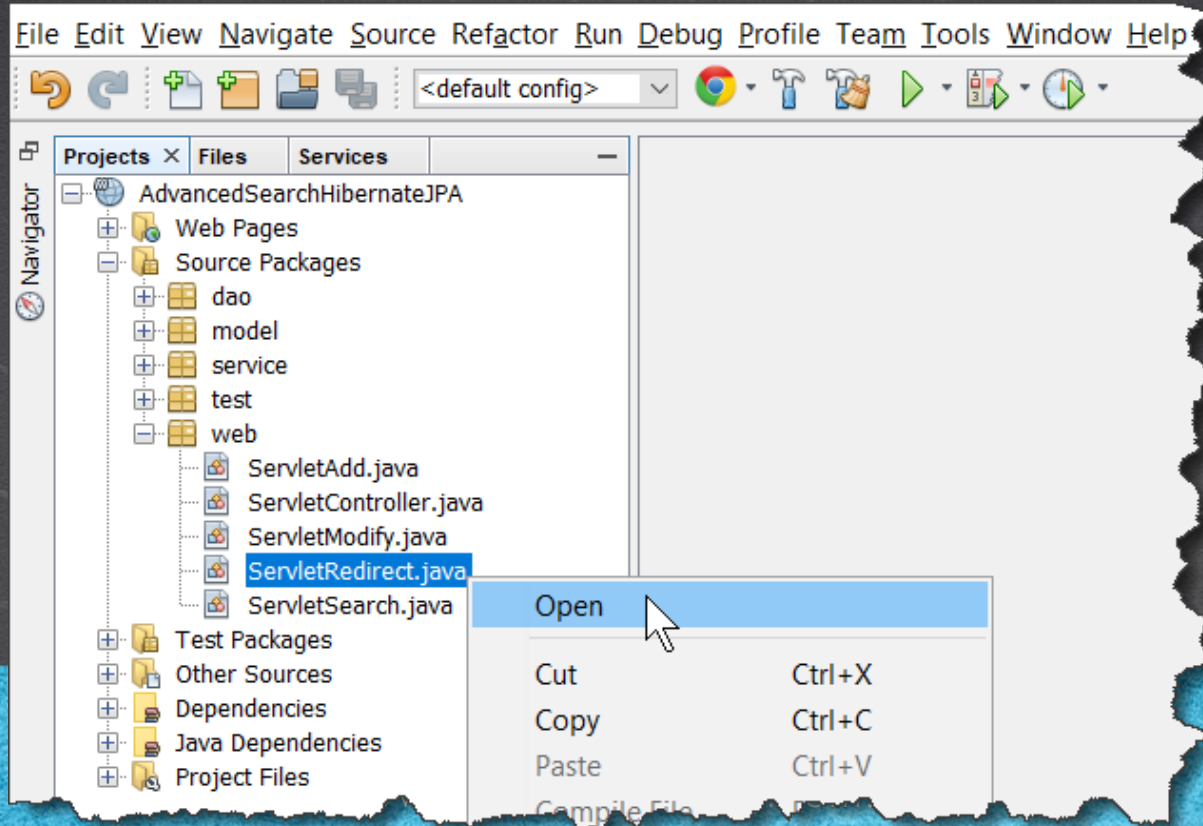 File Edit View Navigate Source Refactor Run Debug Profile Team Tools Window Help
<default config>
Projects Files Services
Navigator
AdvancedSearchHibernateJPA
Web Pages
Source Packages
dao
model
service
test
web
ServletAdd.java
ServletController.java
ServletModify.java
ServletRedirect.java
ServletSearch.java
Test Packages
Other Sources
Dependencies
Java Dependencies
Project Files
Open
Cut Ctrl+X
Copy Ctrl+C
Paste Ctrl+V
Compile File